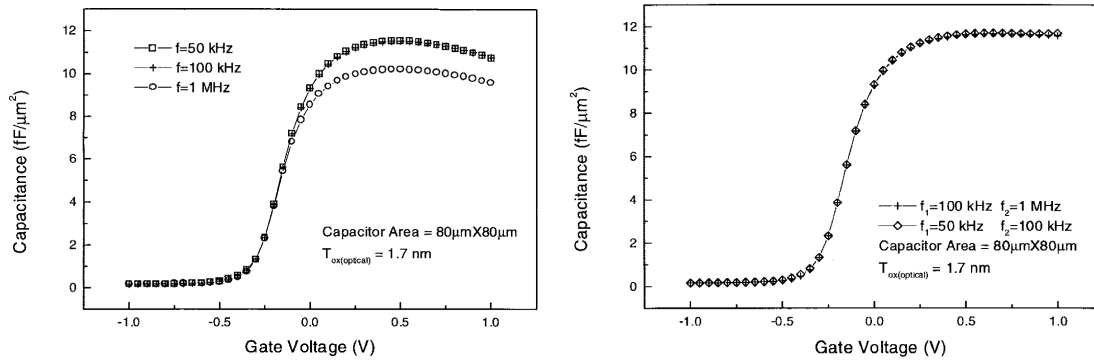 12
10
8
6
4
2
0
Capacitance (fF/μm²)
f=50 kHz
f=100 kHz
f=1 MHz
Capacitor Area = 80μmX80μm
Tox(optical) = 1.7 nm
-1.0 -0.5 0.0 0.5 1.0
Gate Voltage (V)
12
10
8
6
4
2
0
Capacitance (fF/μm²)
f₁=100 kHz f₂=1 MHz
f₁=50 kHz f₂=100 kHz
Capacitor Area = 80μmX80μm
Tox(optical) = 1.7 nm
-1.0 -0.5 0.0 0.5 1.0
Gate Voltage (V)